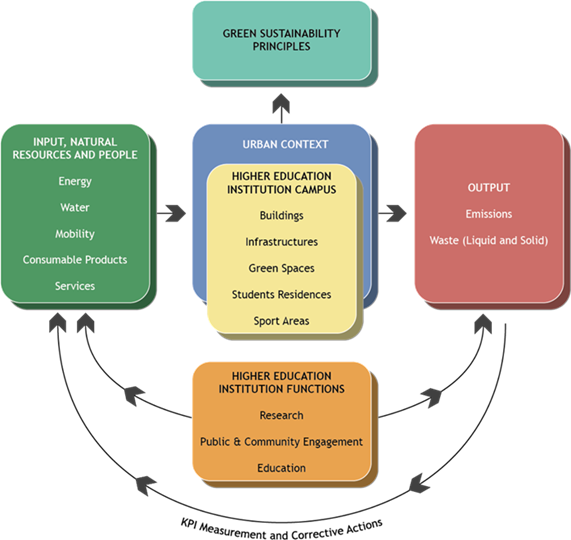 GREEN SUSTAINABILITY
PRINCIPLES
INPUT, NATURAL
RESOURCES AND PEOPLE
Energy
Water
Mobility
Consumable Products
Services
URBAN CONTEXT
HIGHER EDUCATION
INSTITUTION CAMPUS
Buildings
Infrastructures
Green Spaces
Students Residences
Sport Areas
OUTPUT
Emissions
Waste (Liquid and Solid)
HIGHER EDUCATION
INSTITUTION FUNCTIONS
Research
Public & Community Engagement
Education
KPI Measurement and Corrective Actions